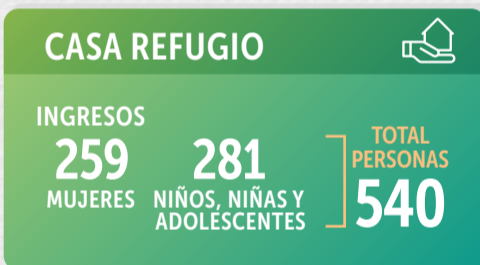 CASA REFUGIO
INGRESOS
259
MUJERES
281
NIÑOS, NIÑAS Y
ADOLESCENTES
TOTAL
PERSONAS
540